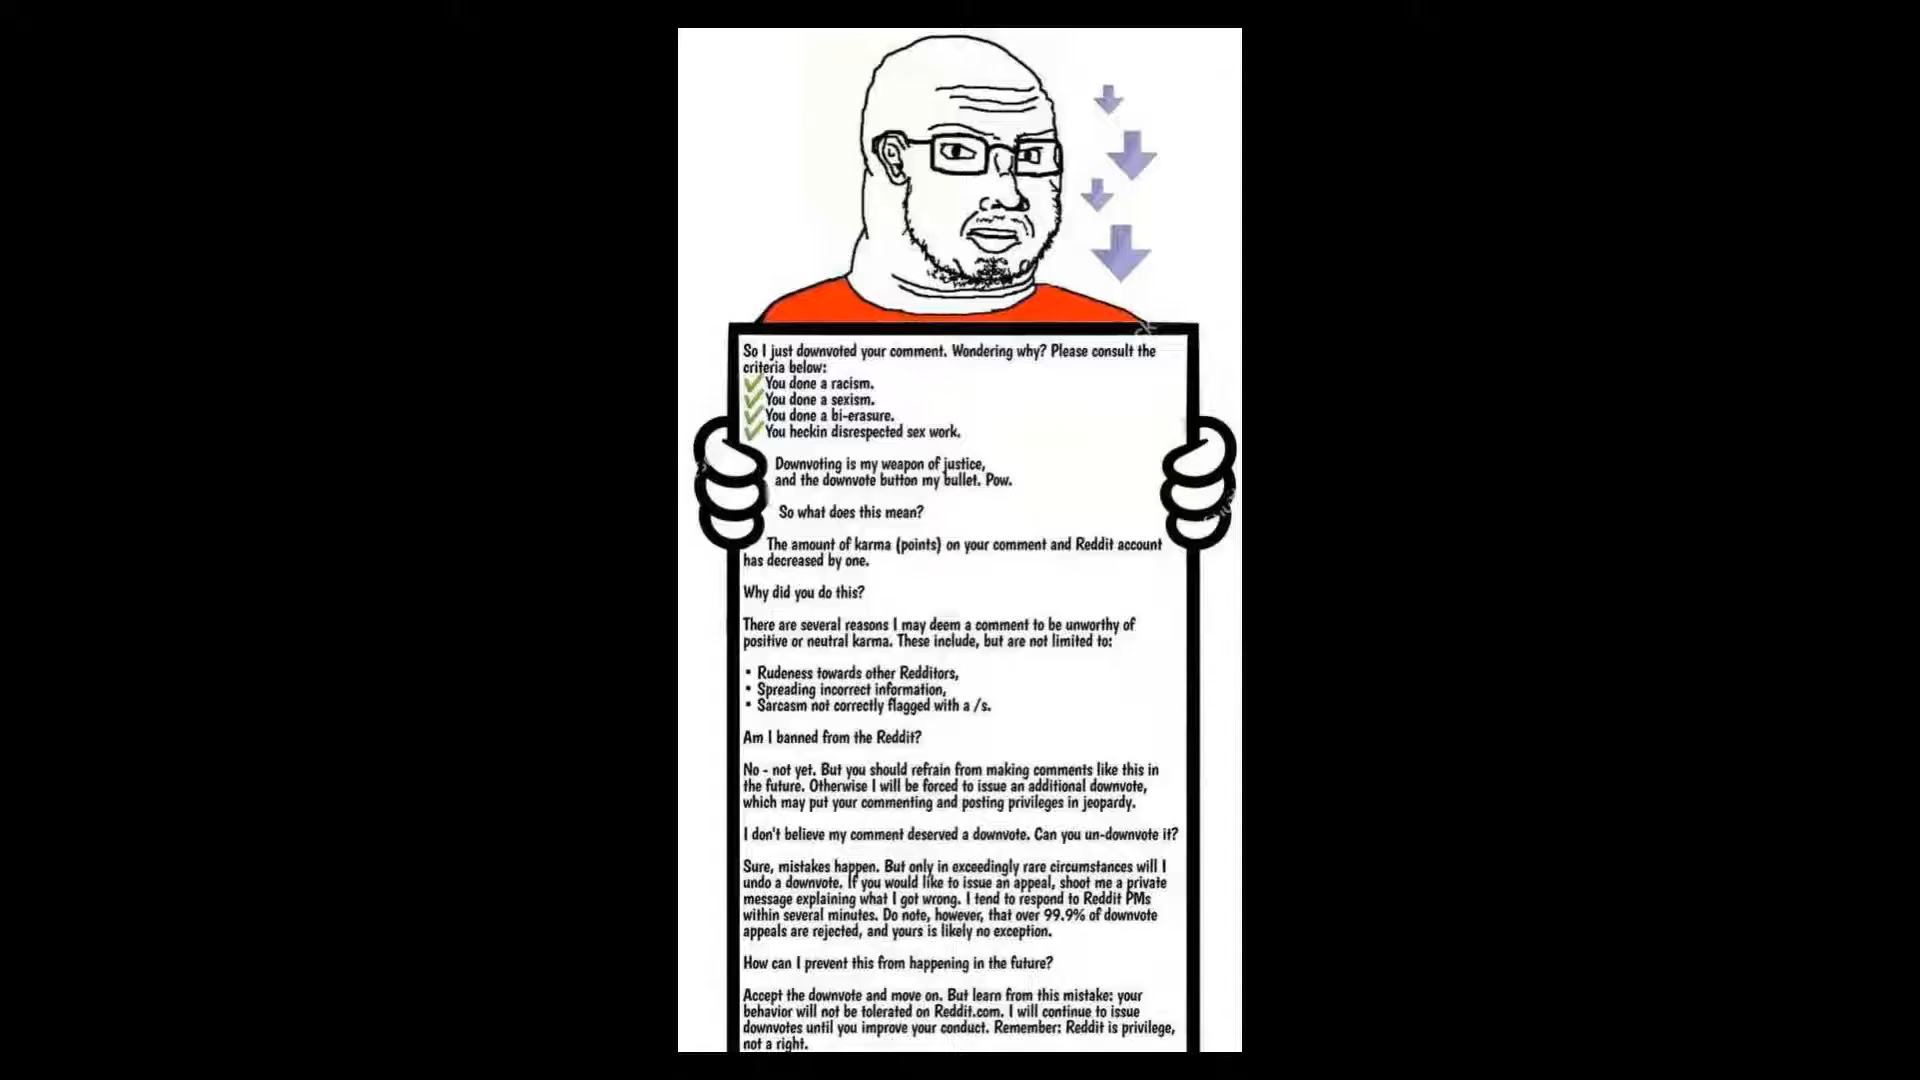 So I just downvoted your comment. Wondering why? Please consult the
criteria below:
You done a racism.
You done a sexism.
You done a bi-erasure.
You heckin disrespected sex work.
Downvoting is my weapon of justice,
and the downvote button my bullet. Pow.
So what does this mean?
The amount of karma (points) on your comment and Reddit account
has decreased by one.
Why did you do this?
There are several reasons I may deem a comment to be unworthy of
positive or neutral karma. These include, but are not limited to:
• Rudeness towards other Redditors,
• Spreading incorrect information,
• Sarcasm not correctly flagged with a /s.
Am I banned from the Reddit?
No - not yet. But you should refrain from making comments like this in
the future. Otherwise I will be forced to issue an additional downvote,
which may put your commenting and posting privileges in jeopardy.
I don't believe my comment deserved a downvote. Can you un-downvote it?
Sure, mistakes happen. But only in exceedingly rare circumstances will I
undo a downvote. If you would like to issue an appeal, shoot me a private
message explaining what I got wrong. I tend to respond to Reddit PMs
within several minutes. Do note, however, that over 99.9% of downvote
appeals are rejected, and yours is likely no exception.
How can I prevent this from happening in the future?
Accept the downvote and move on. But learn from this mistake: your
behavior will not be tolerated on Reddit.com. I will continue to issue
downvotes until you improve your conduct. Remember: Reddit is privilege,
not a right.